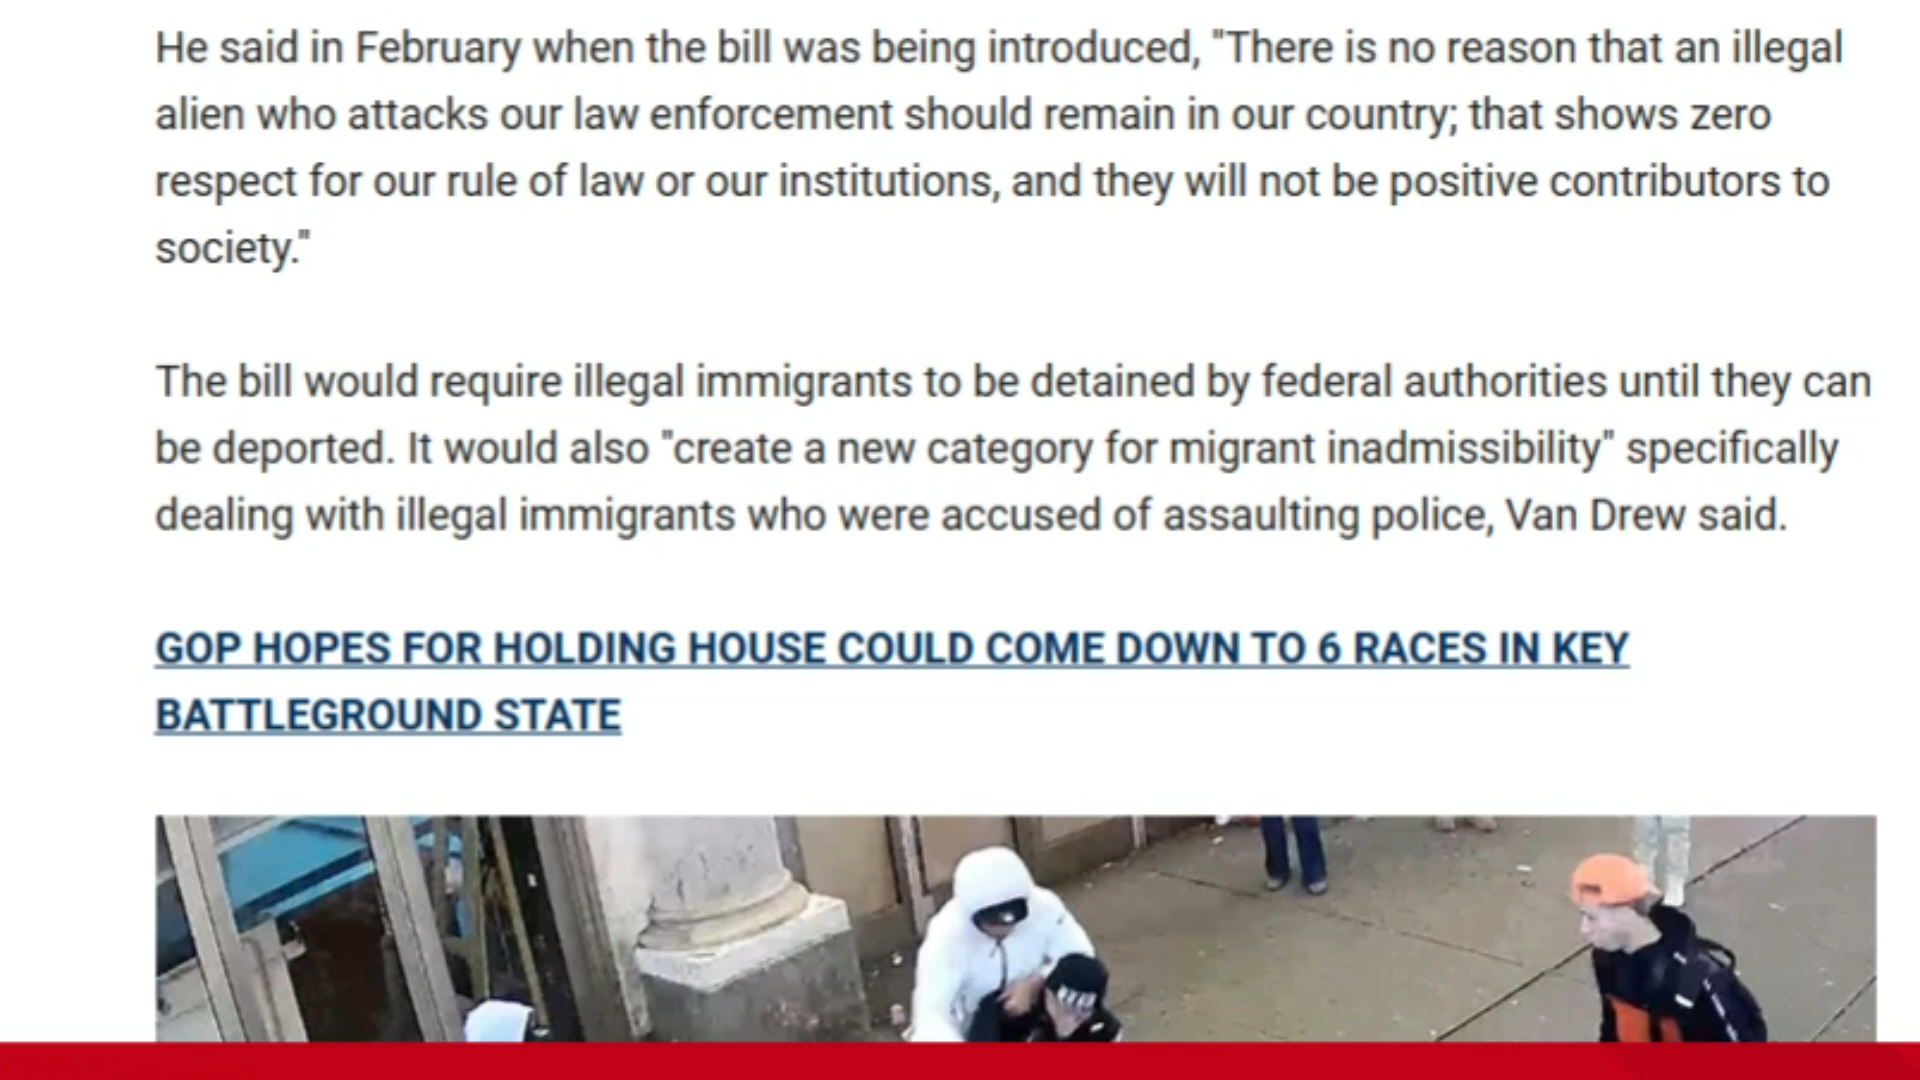 He said in February when the bill was being introduced, "There is no reason that an illegal
alien who attacks our law enforcement should remain in our country; that shows zero
respect for our rule of law or our institutions, and they will not be positive contributors to
society."
The bill would require illegal immigrants to be detained by federal authorities until they can
be deported. It would also "create a new category for migrant inadmissibility" specifically
dealing with illegal immigrants who were accused of assaulting police, Van Drew said.
GOP HOPES FOR HOLDING HOUSE COULD COME DOWN TO 6 RACES IN KEY
BATTLEGROUND STATE